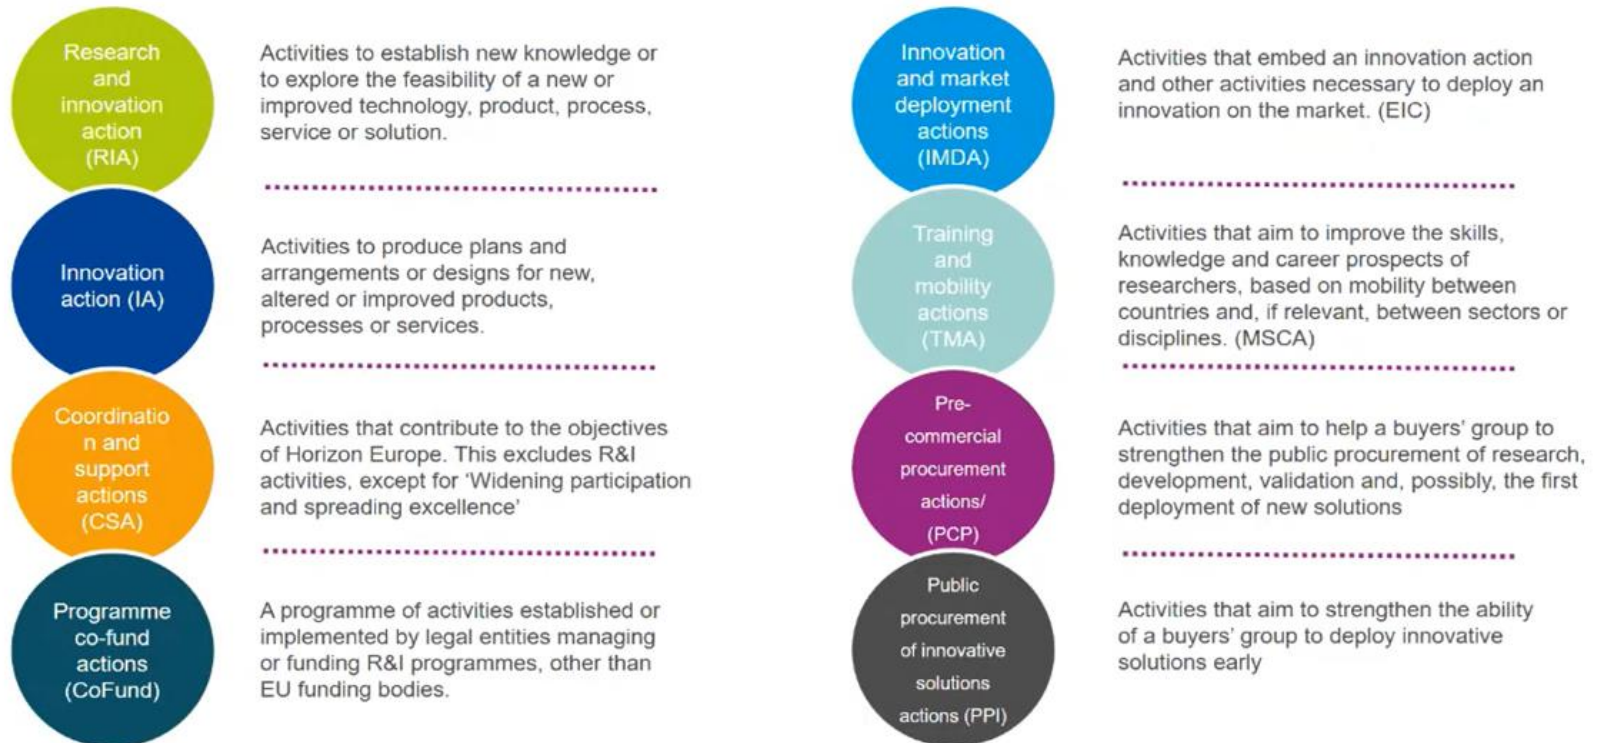 Research
and
innovation
action
(RIA)
Activities to establish new knowledge or
to explore the feasibility of a new or
improved technology, product, process,
service or solution.
Innovation
action (IA)
Activities to produce plans and
arrangements or designs for new,
altered or improved products,
processes or services.
Coordinatio
n and
support
actions
(CSA)
Activities that contribute to the objectives
of Horizon Europe. This excludes R&I
activities, except for ‘Widening participation
and spreading excellence’
Programme
co-fund
actions
(CoFund)
A programme of activities established or
implemented by legal entities managing
or funding R&I programmes, other than
EU funding bodies.
Innovation
and market
deployment
actions
(IMDA)
Activities that embed an innovation action
and other activities necessary to deploy an
innovation on the market. (EIC)
Training
and
mobility
actions
(TMA)
Activities that aim to improve the skills,
knowledge and career prospects of
researchers, based on mobility between
countries and, if relevant, between sectors or
disciplines. (MSCA)
Pre-
commercial
procurement
actions/
(PCP)
Activities that aim to help a buyers’ group to
strengthen the public procurement of research,
development, validation and, possibly, the first
deployment of new solutions
Public
procurement
of innovative
solutions
actions (PPI)
Activities that aim to strengthen the ability
of a buyers’ group to deploy innovative
solutions early